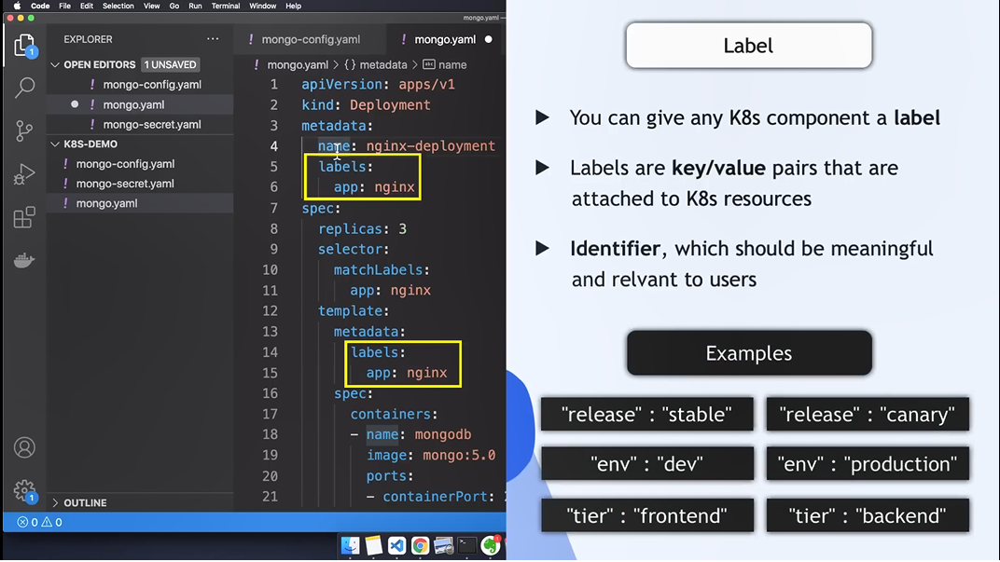 Code File Edit Selection View Go Run Terminal Window Help
mongo.yaml —
EXPLORER ...
OPEN EDITORS 1 UNSAVED
! mongo-config.yaml
! mongo.yaml
! mongo-secret.yaml
K8S-DEMO
! mongo-config.yaml
! mongo-secret.yaml
! mongo.yaml
OUTLINE
1
1
0 0
! mongo-config.yaml ! mongo.yaml
! mongo.yaml > {} metadata > abc name
1 apiVersion: apps/v1
2 kind: Deployment
3 metadata:
4 name: nginx-deployment
5 labels:
6 app: nginx
7 spec:
8 replicas: 3
9 selector:
10 matchLabels:
11 app: nginx
12 template:
13 metadata:
14 labels:
15 app: nginx
16 spec:
17 containers:
18 - name: mongodb
19 image: mongo:5.0
20 ports:
21 - containerPort:
Label
You can give any K8s component a label
Labels are key/value pairs that are
attached to K8s resources
Identifier, which should be meaningful
and relvant to users
Examples
"release" : "stable" "release" : "canary"
"env" : "dev" "env" : "production"
"tier" : "frontend" "tier" : "backend"